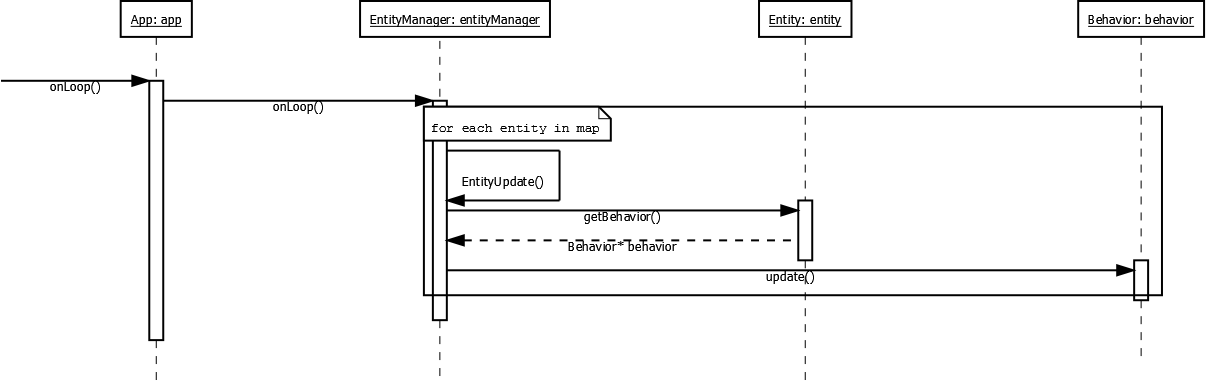 App: app
EntityManager: entityManager
Entity: entity
Behavior: behavior
onLoop()
onLoop()
for each entity in map
EntityUpdate()
getBehavior()
Behavior* behavior
update()